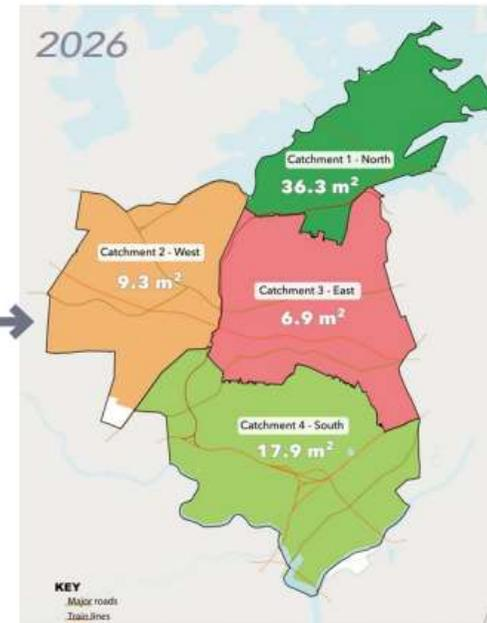 2026
Catchment 1 - North
36.3 m²
Catchment 2 - West
9.3 m²
Catchment 3 - East
6.9 m²
Catchment 4 - South
17.9 m²
KEY
Major roads
Train lines